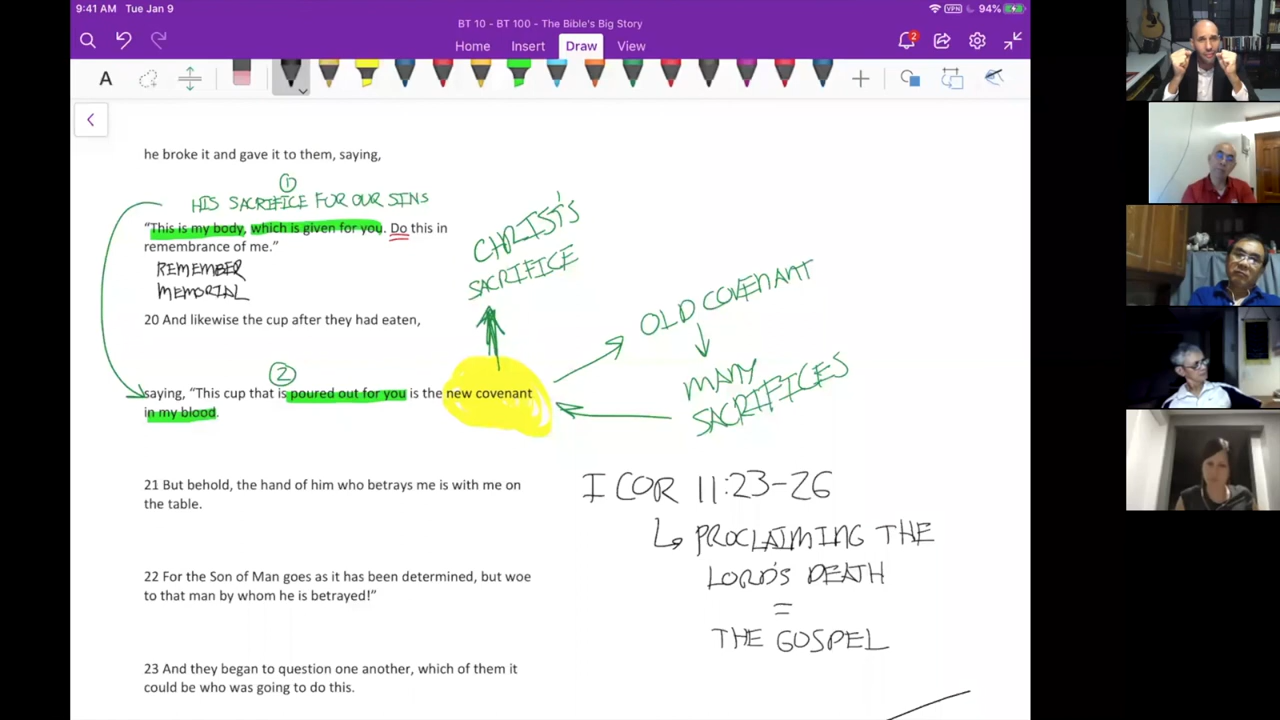 9:41 AM Tue Jan 9
VPN 94%
BT 10 - BT 100 - The Bible's Big Story
Home Insert Draw View
2
A
he broke it and gave it to them, saying,
1
HIS SACRIFICE FOR OUR SINS
“This is my body, which is given for you. Do this in
remembrance of me.”
REMEMBER
MEMORIAL
CHRIST'S
SACRIFICE
20 And likewise the cup after they had eaten,
OLD COVENANT
MANY
SACRIFICES
2
saying, “This cup that is poured out for you is the new covenant
in my blood.
I COR 11:23-26
PROCLAIMING THE
LORD'S DEATH
=
THE GOSPEL
21 But behold, the hand of him who betrays me is with me on
the table.
22 For the Son of Man goes as it has been determined, but woe
to that man by whom he is betrayed!”
23 And they began to question one another, which of them it
could be who was going to do this.